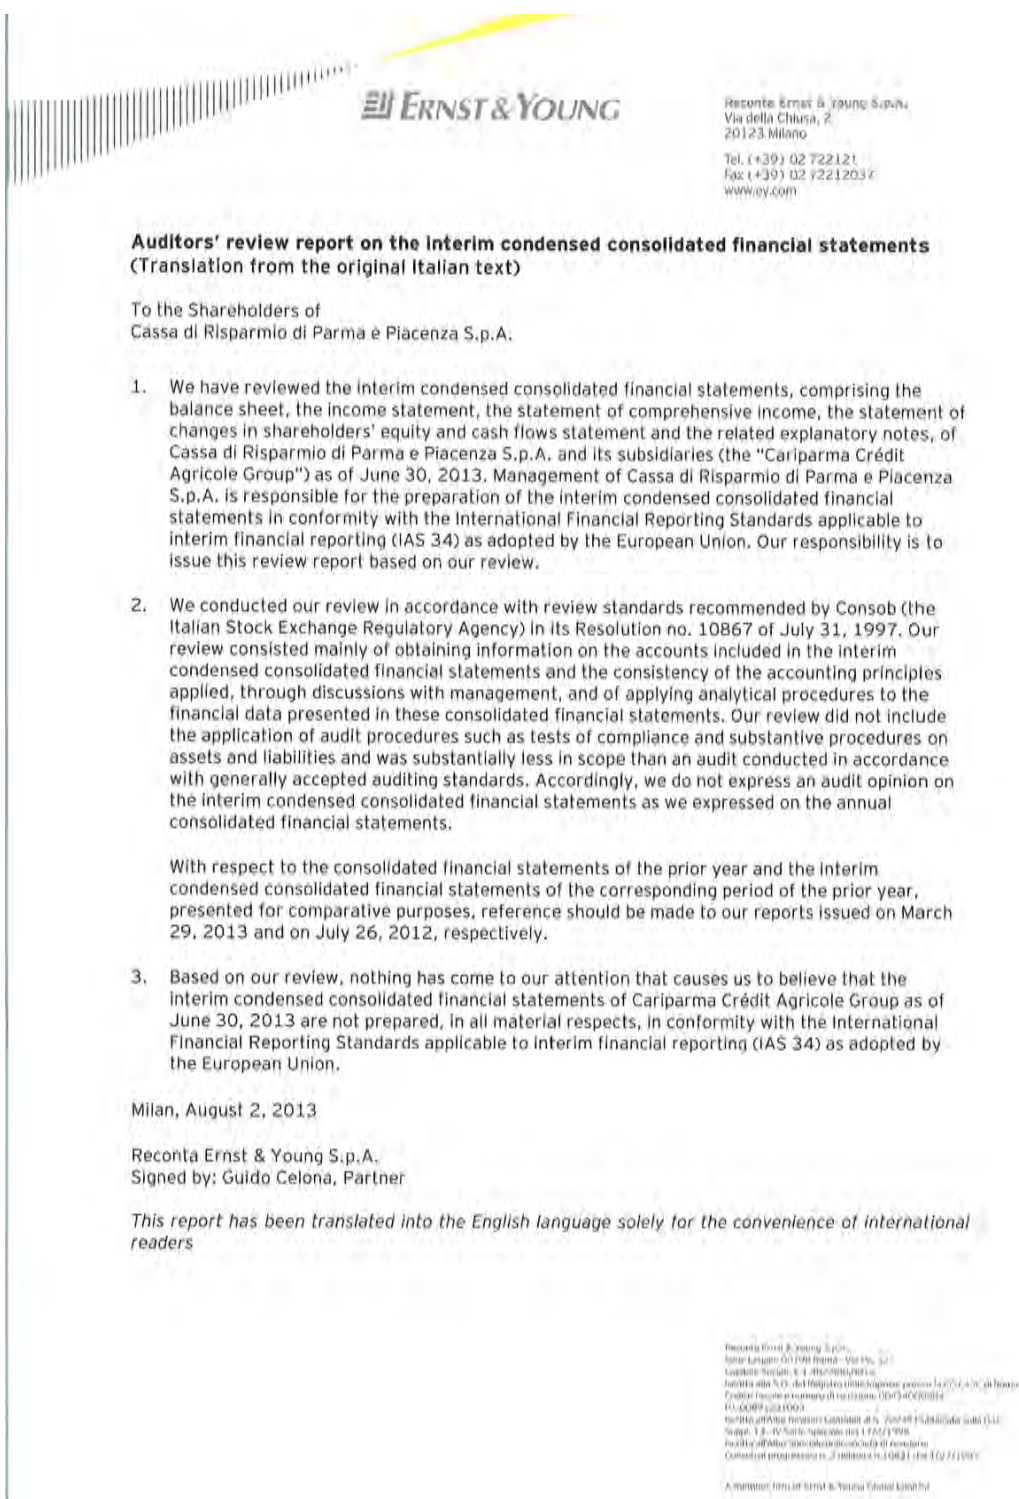 ERNST & YOUNG
Reconta Ernst & Young S.p.A.
Via della Chiusa, 2
20123 Milano
Tel. (+39) 02 722121
Fax (+39) 02 72212037
www.ey.com
Auditors' review report on the interim condensed consolidated financial statements
(Translation from the original Italian text)
To the Shareholders of
Cassa di Risparmio di Parma e Piacenza S.p.A.
1. We have reviewed the interim condensed consolidated financial statements, comprising the
balance sheet, the income statement, the statement of comprehensive income, the statement of
changes in shareholders' equity and cash flows statement and the related explanatory notes, of
Cassa di Risparmio di Parma e Piacenza S.p.A. and its subsidiaries (the "Cariparma Crédit
Agricole Group") as of June 30, 2013. Management of Cassa di Risparmio di Parma e Piacenza
S.p.A. is responsible for the preparation of the interim condensed consolidated financial
statements in conformity with the International Financial Reporting Standards applicable to
interim financial reporting (IAS 34) as adopted by the European Union. Our responsibility is to
issue this review report based on our review.
2. We conducted our review in accordance with review standards recommended by Consob (the
Italian Stock Exchange Regulatory Agency) in its Resolution no. 10867 of July 31, 1997. Our
review consisted mainly of obtaining information on the accounts included in the interim
condensed consolidated financial statements and the consistency of the accounting principles
applied, through discussions with management, and of applying analytical procedures to the
financial data presented in these consolidated financial statements. Our review did not include
the application of audit procedures such as tests of compliance and substantive procedures on
assets and liabilities and was substantially less in scope than an audit conducted in accordance
with generally accepted auditing standards. Accordingly, we do not express an audit opinion on
the interim condensed consolidated financial statements as we expressed on the annual
consolidated financial statements.
With respect to the consolidated financial statements of the prior year and the interim
condensed consolidated financial statements of the corresponding period of the prior year,
presented for comparative purposes, reference should be made to our reports issued on March
29, 2013 and on July 26, 2012, respectively.
3. Based on our review, nothing has come to our attention that causes us to believe that the
interim condensed consolidated financial statements of Cariparma Crédit Agricole Group as of
June 30, 2013 are not prepared, in all material respects, in conformity with the International
Financial Reporting Standards applicable to interim financial reporting (IAS 34) as adopted by
the European Union.
Milan, August 2, 2013
Reconta Ernst & Young S.p.A.
Signed by: Guido Celona, Partner
This report has been translated into the English language solely for the convenience of international
readers
Reconta Ernst & Young S.p.A.
A member firm of Ernst & Young Global Limited